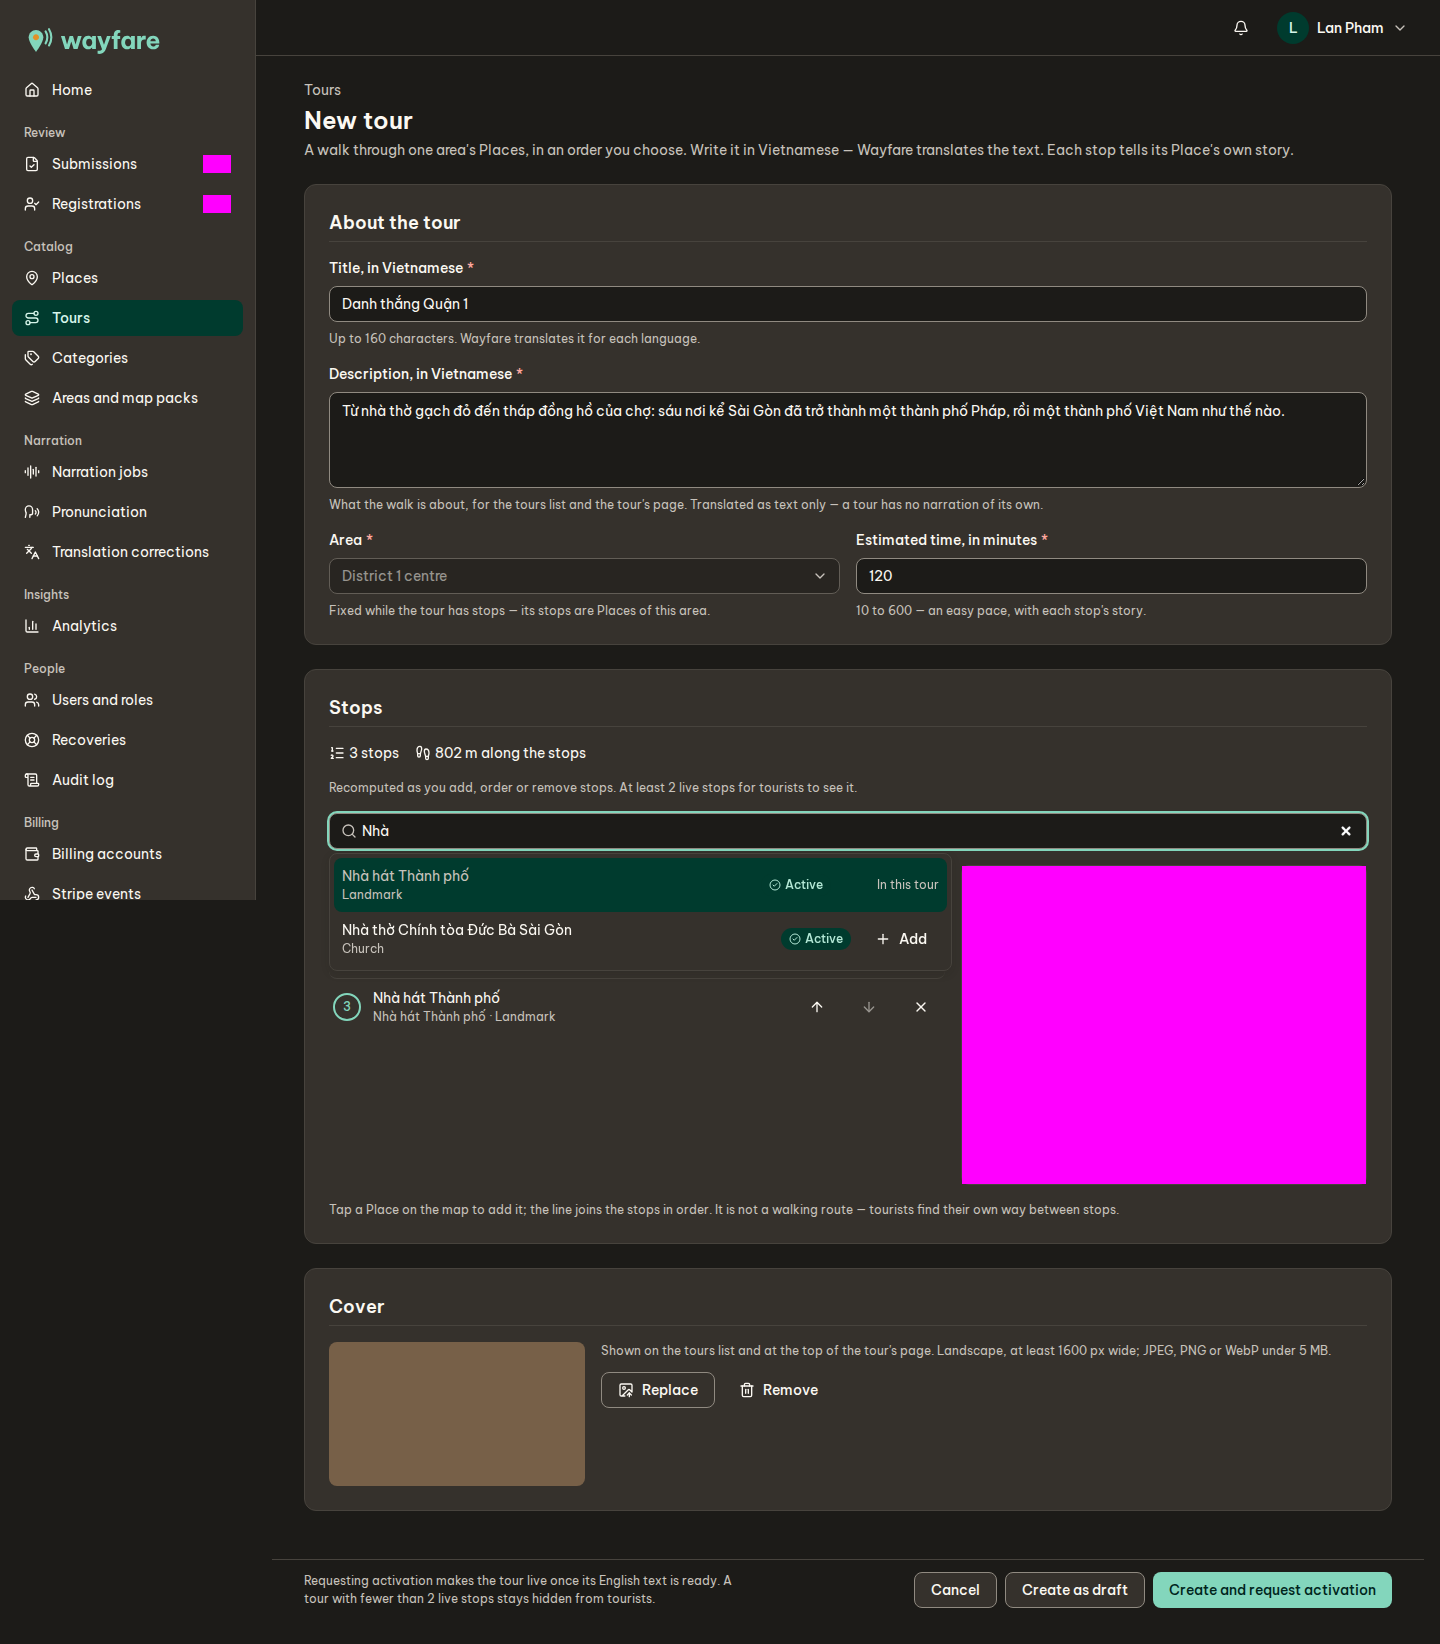 wayfare
Home
Review
Submissions
Registrations
Catalog
Places
Tours
Categories
Areas and map packs
Narration
Narration jobs
Pronunciation
Translation corrections
Insights
Analytics
People
Users and roles
Recoveries
Audit log
Billing
Billing accounts
Stripe events
L Lan Pham
Tours
New tour
A walk through one area's Places, in an order you choose. Write it in Vietnamese — Wayfare translates the text. Each stop tells its Place's own story.
About the tour
Title, in Vietnamese *
Danh thắng Quận 1
Up to 160 characters. Wayfare translates it for each language.
Description, in Vietnamese *
Từ nhà thờ gạch đỏ đến tháp đồng hồ của chợ: sáu nơi kể Sài Gòn đã trở thành một thành phố Pháp, rồi một thành phố Việt Nam như thế nào.
What the walk is about, for the tours list and the tour's page. Translated as text only — a tour has no narration of its own.
Area *
District 1 centre
Fixed while the tour has stops — its stops are Places of this area.
Estimated time, in minutes *
120
10 to 600 — an easy pace, with each stop's story.
Stops
3 stops 802 m along the stops
Recomputed as you add, order or remove stops. At least 2 live stops for tourists to see it.
Nhà
Nhà hát Thành phố
Landmark
Active In this tour
Nhà thờ Chính tòa Đức Bà Sài Gòn
Church
Active Add
3 Nhà hát Thành phố
Nhà hát Thành phố · Landmark
Tap a Place on the map to add it; the line joins the stops in order. It is not a walking route — tourists find their own way between stops.
Cover
Shown on the tours list and at the top of the tour's page. Landscape, at least 1600 px wide; JPEG, PNG or WebP under 5 MB.
Replace Remove
Requesting activation makes the tour live once its English text is ready. A
tour with fewer than 2 live stops stays hidden from tourists.
Cancel Create as draft Create and request activation